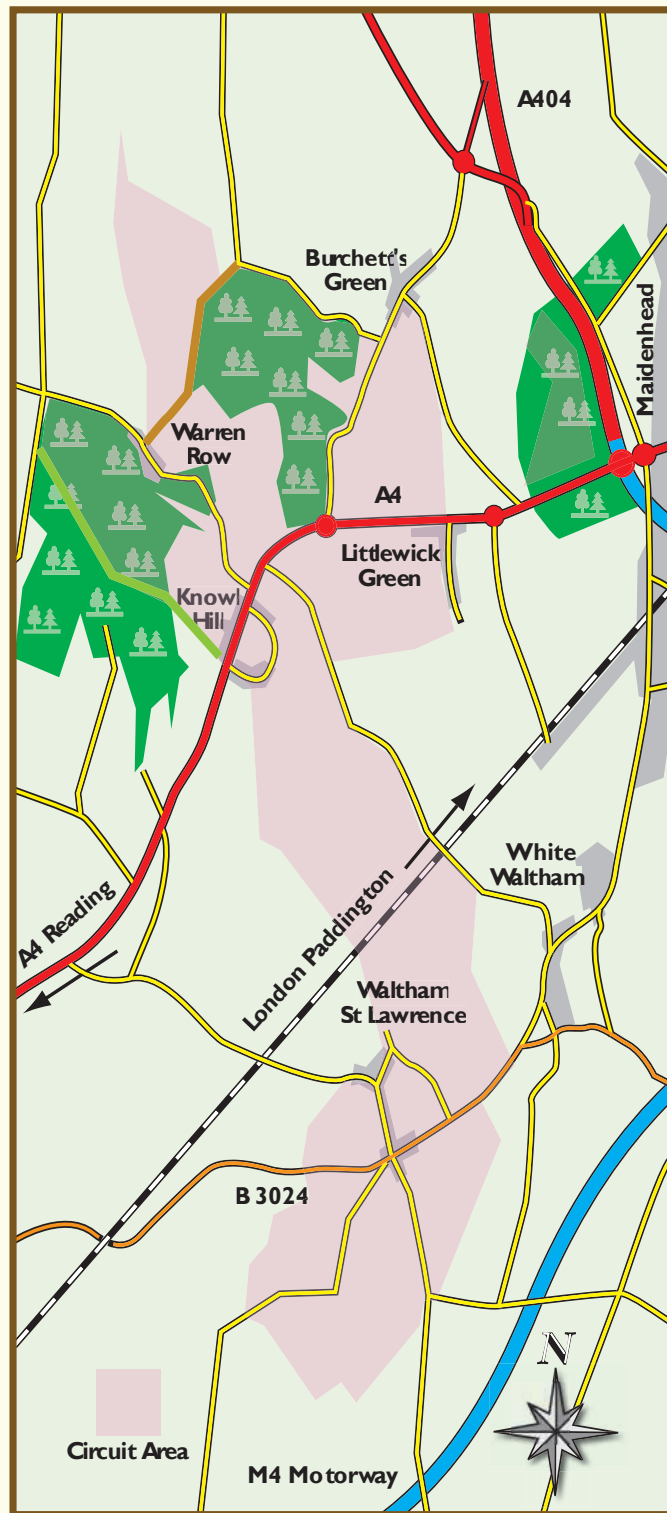 A404
Burchett's
Green
Maidenhead
Warren
Row
A4
Littlewick
Green
Knowl
Hill
White
Waltham
A4 Reading
London Paddington
Waltham
St Lawrence
B 3024
N
Circuit Area
M4 Motorway